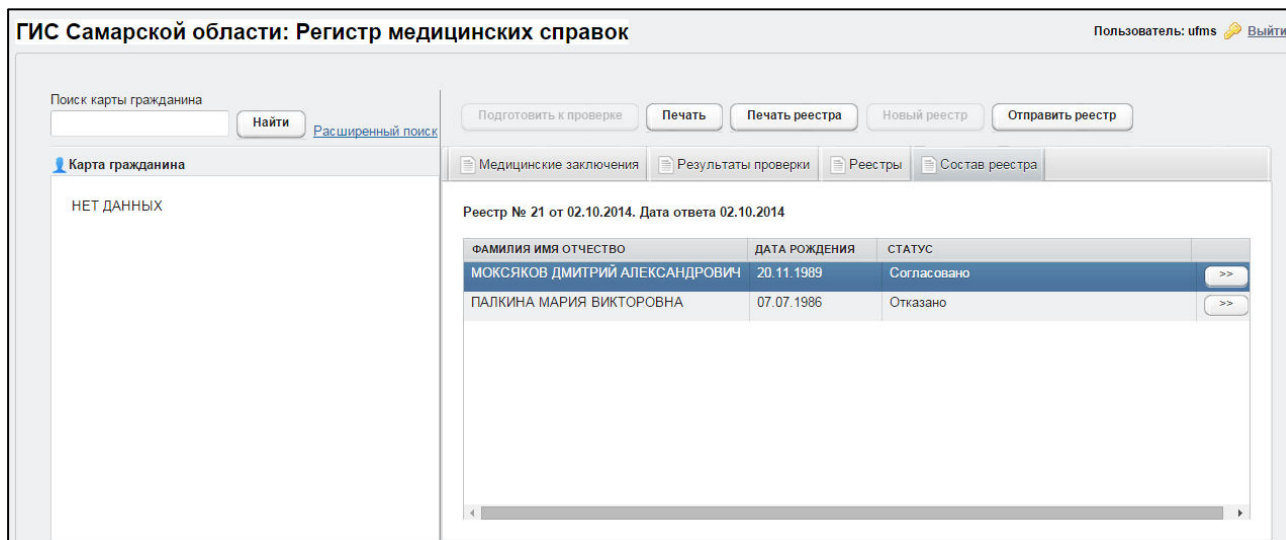 ГИС Самарской области: Регистр медицинских справок
Пользователь: ufms Выйти
Поиск карты гражданина
Найти
Расширенный поиск
Карта гражданина
НЕТ ДАННЫХ
Подготовить к проверке Печать Печать реестра Новый реестр Отправить реестр
Медицинские заключения Результаты проверки Реестры Состав реестра
Реестр № 21 от 02.10.2014. Дата ответа 02.10.2014
ФАМИЛИЯ ИМЯ ОТЧЕСТВО ДАТА РОЖДЕНИЯ СТАТУС
МОКСЯКОВ ДМИТРИЙ АЛЕКСАНДРОВИЧ 20.11.1989 Согласовано >>
ПАЛКИНА МАРИЯ ВИКТОРОВНА 07.07.1986 Отказано >>